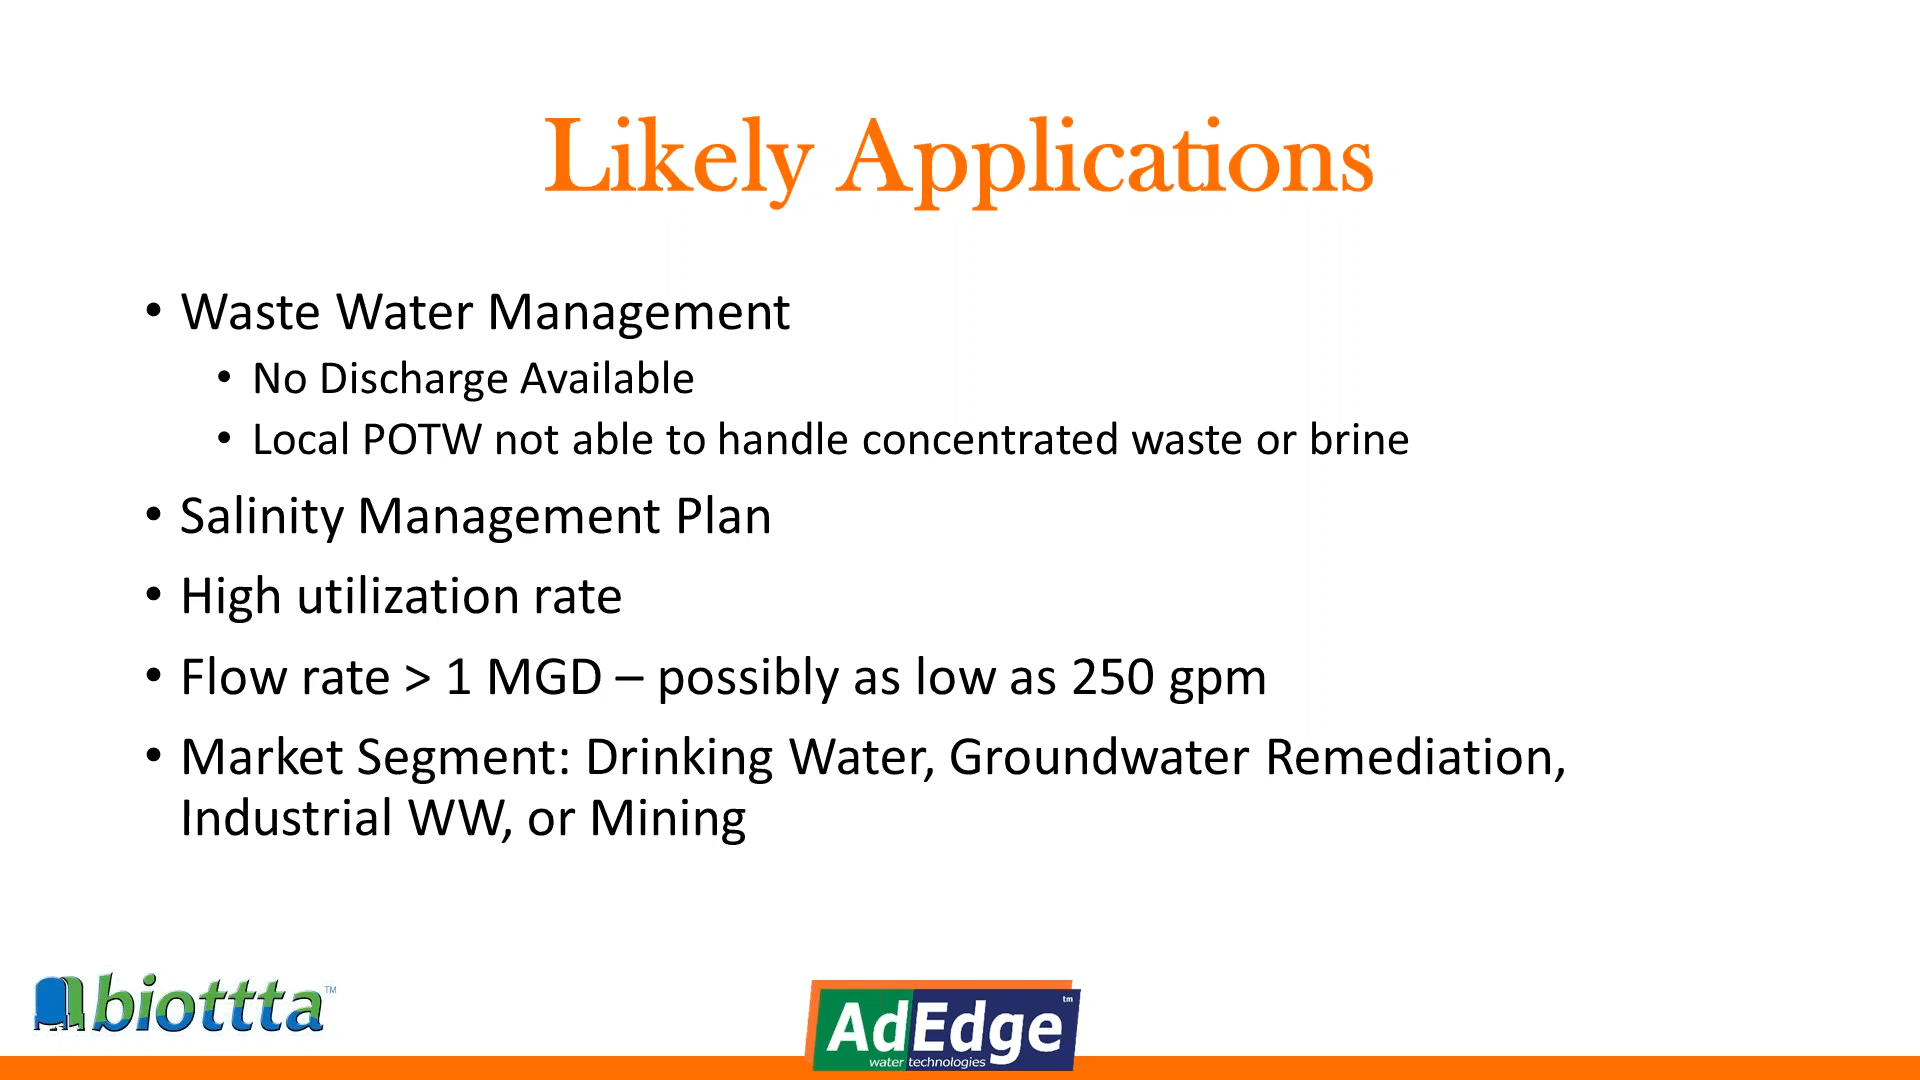 Likely Applications
• Waste Water Management
• No Discharge Available
• Local POTW not able to handle concentrated waste or brine
• Salinity Management Plan
• High utilization rate
• Flow rate > 1 MGD – possibly as low as 250 gpm
• Market Segment: Drinking Water, Groundwater Remediation,
Industrial WW, or Mining
biottta™
AdEdge tm
water technologies